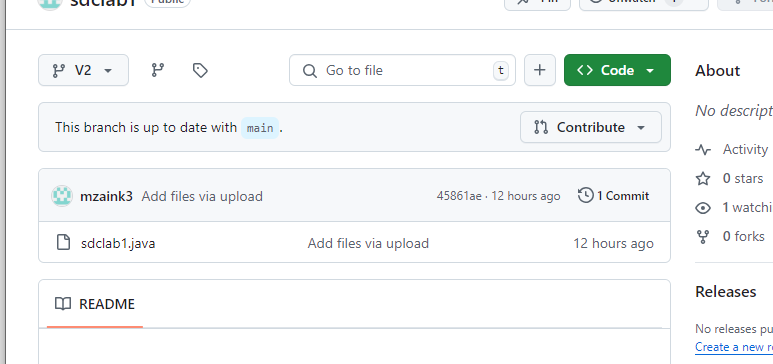 sdclab1 Public
V2
Go to file
t
Code
About
No descript
This branch is up to date with main.
Contribute
Activity
mzaink3 Add files via upload
45861ae · 12 hours ago
1 Commit
0 stars
1 watchi
sdclab1.java
Add files via upload
12 hours ago
0 forks
README
Releases
No releases pu
Create a new r